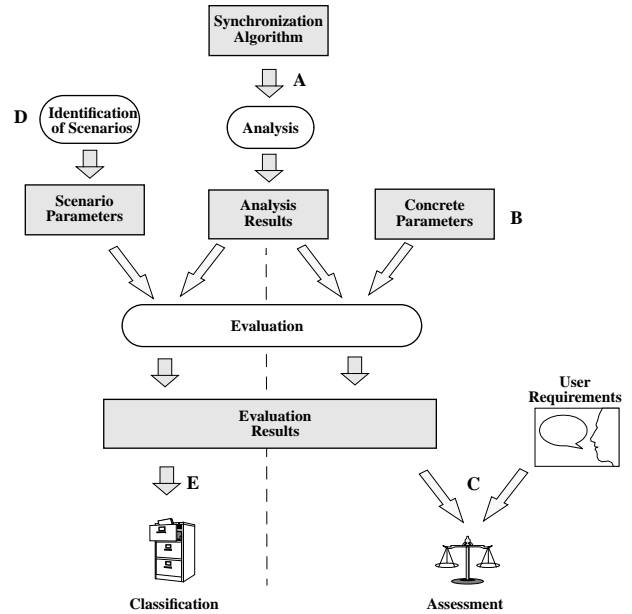 Synchronization
Algorithm
A
D
Identification
of Scenarios
Analysis
Scenario
Parameters
Analysis
Results
Concrete
Parameters
B
Evaluation
User
Requirements
Evaluation
Results
E
C
Classification
Assessment